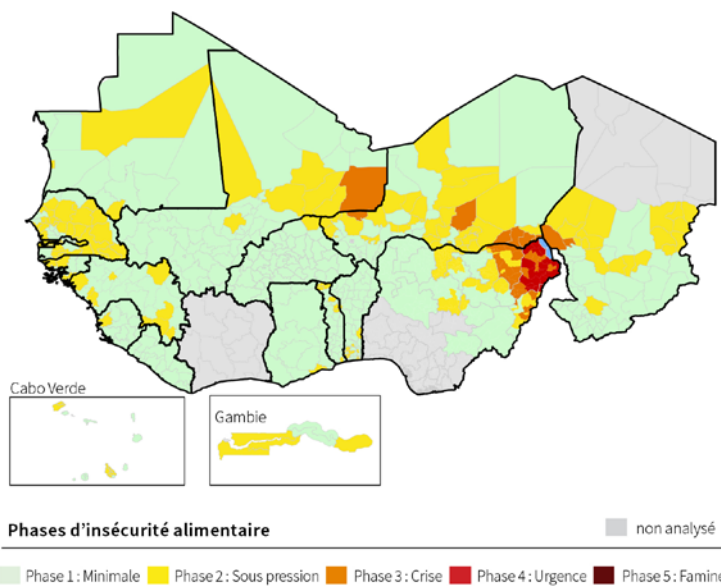 Cabo Verde
Gambie
Phases d'insécurité alimentaire
non analysé
Phase 1 : Minimale
Phase 2 : Sous pression
Phase 3 : Crise
Phase 4 : Urgence
Phase 5 : Famine